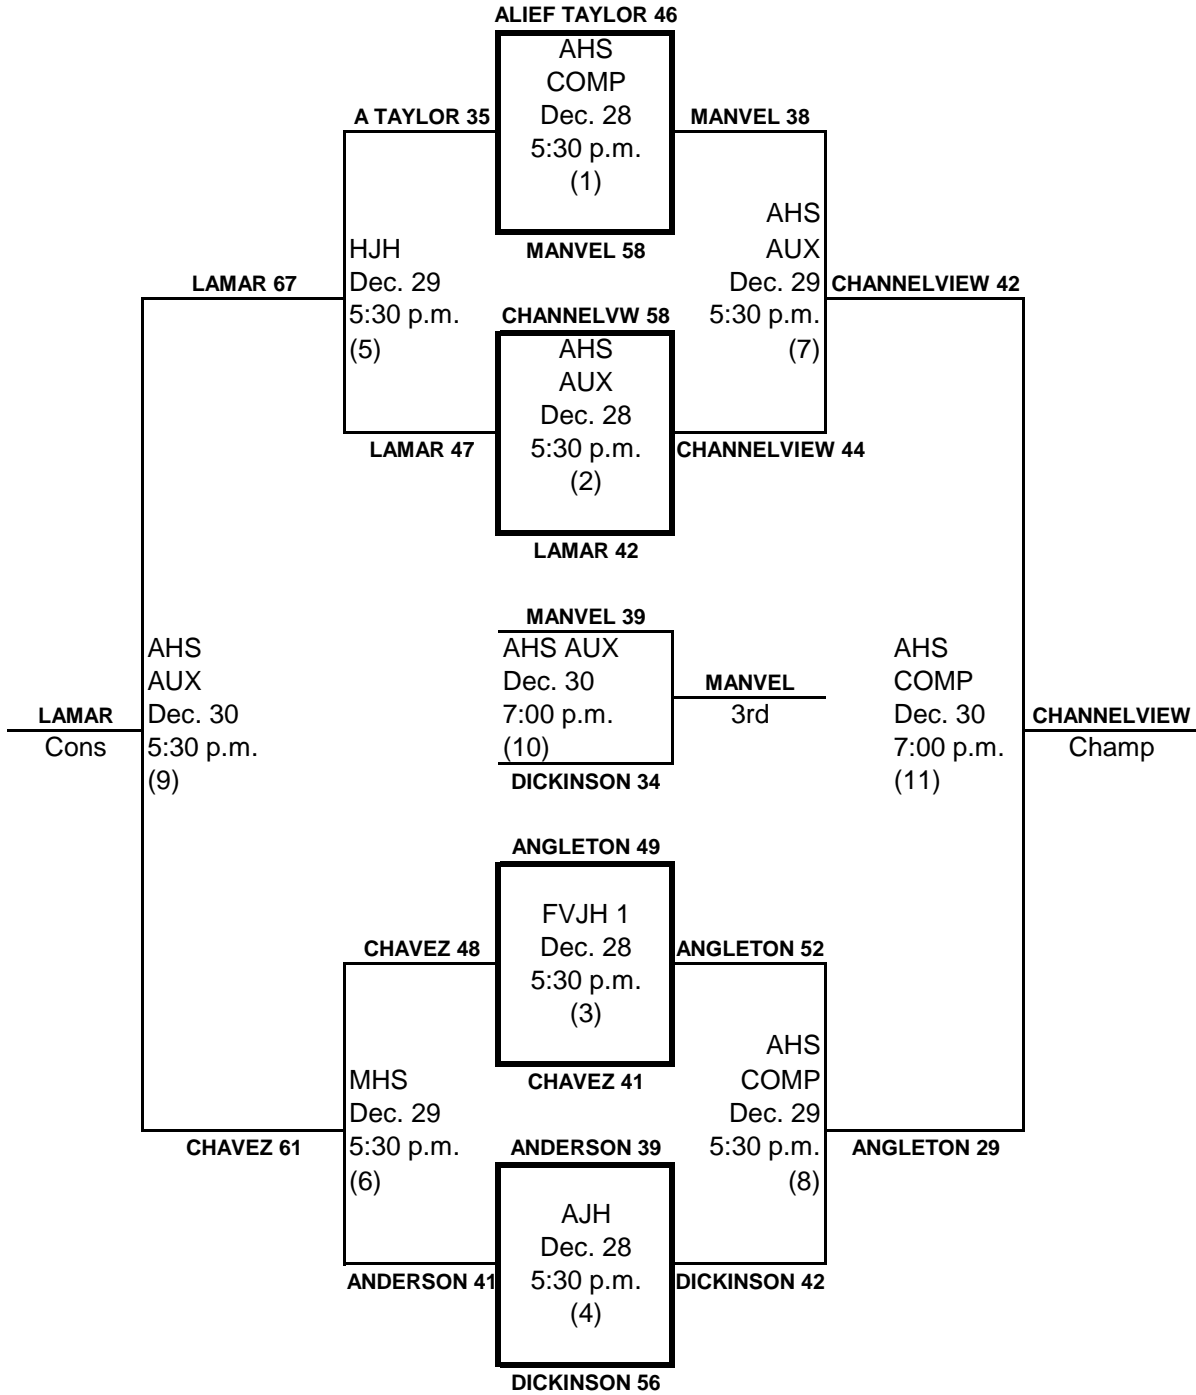 ALIEF TAYLOR 46
AHS
COMP
Dec. 28
5:30 p.m.
(1)
MANVEL 58
A TAYLOR 35
MANVEL 38
HJH
Dec. 29
5:30 p.m.
(5)
AHS
AUX
Dec. 29
5:30 p.m.
(7)
LAMAR 67
CHANNELVIEW 42
CHANNELVW 58
AHS
AUX
Dec. 28
5:30 p.m.
(2)
LAMAR 42
LAMAR 47
CHANNELVIEW 44
MANVEL 39
AHS AUX
Dec. 30
7:00 p.m.
(10)
DICKINSON 34
MANVEL
3rd
AHS
AUX
Dec. 30
5:30 p.m.
(9)
LAMAR
Cons
AHS
COMP
Dec. 30
7:00 p.m.
(11)
CHANNELVIEW
Champ
ANGLETON 49
FVJH 1
Dec. 28
5:30 p.m.
(3)
CHAVEZ 41
CHAVEZ 48
ANGLETON 52
MHS
Dec. 29
5:30 p.m.
(6)
AHS
COMP
Dec. 29
5:30 p.m.
(8)
CHAVEZ 61
ANGLETON 29
ANDERSON 39
AJH
Dec. 28
5:30 p.m.
(4)
DICKINSON 56
ANDERSON 41
DICKINSON 42